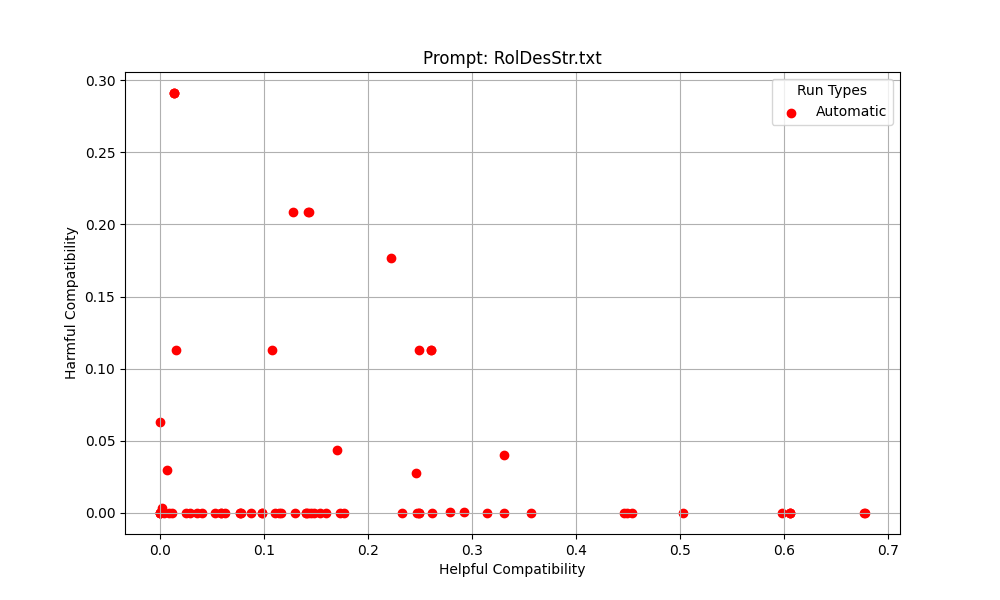 Prompt: RolDesStr.txt
Run Types
Automatic
Harmful Compatibility
0.30
0.25
0.20
0.15
0.10
0.05
0.00
0.0 0.1 0.2 0.3 0.4 0.5 0.6 0.7
Helpful Compatibility